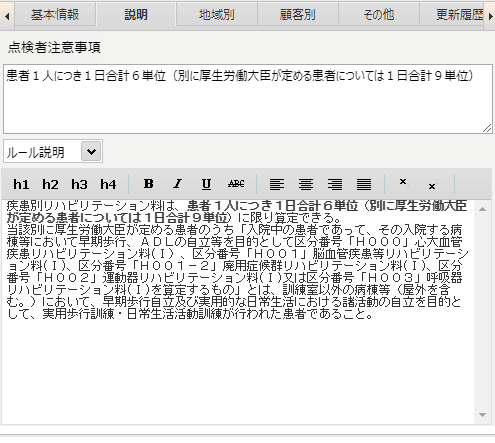 基本情報 説明 地域別 顧客別 その他 更新履歴
点検者注意事項
患者１人につき１日合計６単位（別に厚生労働大臣が定める患者については１日合計９単位）
ルール説明
h1 h2 h3 h4 B I U ABC x x
疾患別リハビリテーション料は、患者１人につき１日合計６単位（別に厚生労働大臣
が定める患者については１日合計９単位）に限り算定できる。
当該別に厚生労働大臣が定める患者のうち「入院中の患者であって、その入院する病
棟等において早期歩行、ＡＤＬの自立等を目的として区分番号「Ｈ０００」心大血管
疾患リハビリテーション料(Ⅰ)、区分番号「Ｈ００１」脳血管疾患等リハビリテーシ
ョン料(Ⅰ)、区分番号「Ｈ００１－２」廃用症候群リハビリテーション料(Ⅰ)、区分
番号「Ｈ００２」運動器リハビリテーション料(Ⅰ)又は区分番号「Ｈ００３」呼吸器
リハビリテーション料(Ⅰ)を算定するもの」とは、訓練室以外の病棟等（屋外を含
む。）において、早期歩行自立及び実用的な日常生活における諸活動の自立を目的と
して、実用歩行訓練・日常生活活動訓練が行われた患者であること。